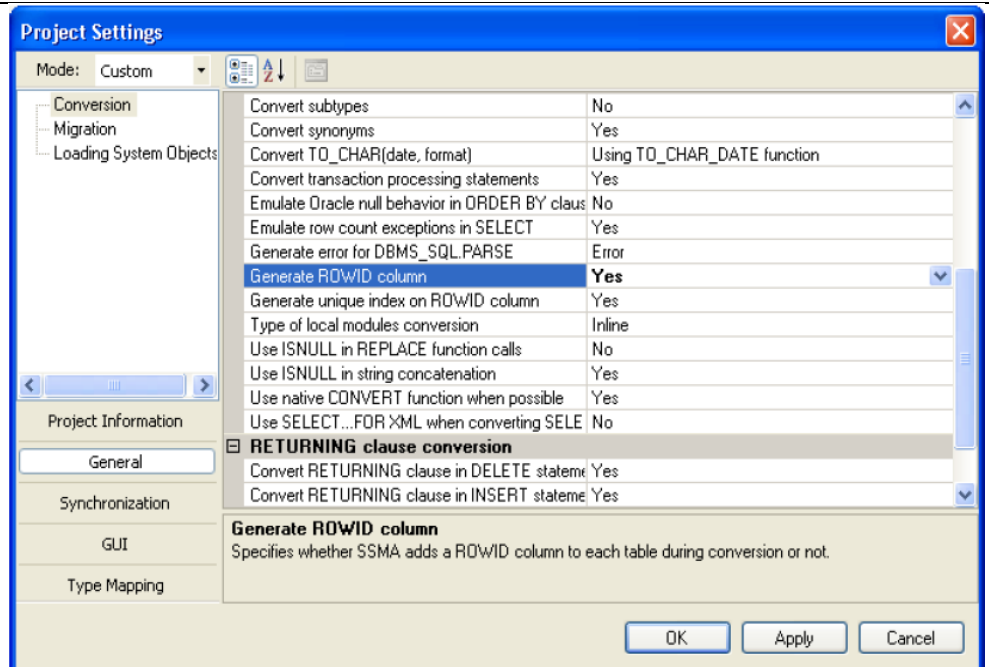 Project Settings
Mode: Custom
Conversion
Migration
Loading System Objects
Convert subtypes No
Convert synonyms Yes
Convert TO_CHAR(date, format) Using TO_CHAR_DATE function
Convert transaction processing statements Yes
Emulate Oracle null behavior in ORDER BY claus No
Emulate row count exceptions in SELECT Yes
Generate error for DBMS_SQL.PARSE Error
Generate ROWID column Yes
Generate unique index on ROWID column Yes
Type of local modules conversion Inline
Use ISNULL in REPLACE function calls No
Use ISNULL in string concatenation Yes
Use native CONVERT function when possible Yes
Use SELECT...FOR XML when converting SELE No
RETURNING clause conversion
Convert RETURNING clause in DELETE stateme Yes
Convert RETURNING clause in INSERT stateme Yes
Project Information
General
Synchronization
GUI
Type Mapping
Generate ROWID column
Specifies whether SSMA adds a ROWID column to each table during conversion or not.
OK Apply Cancel